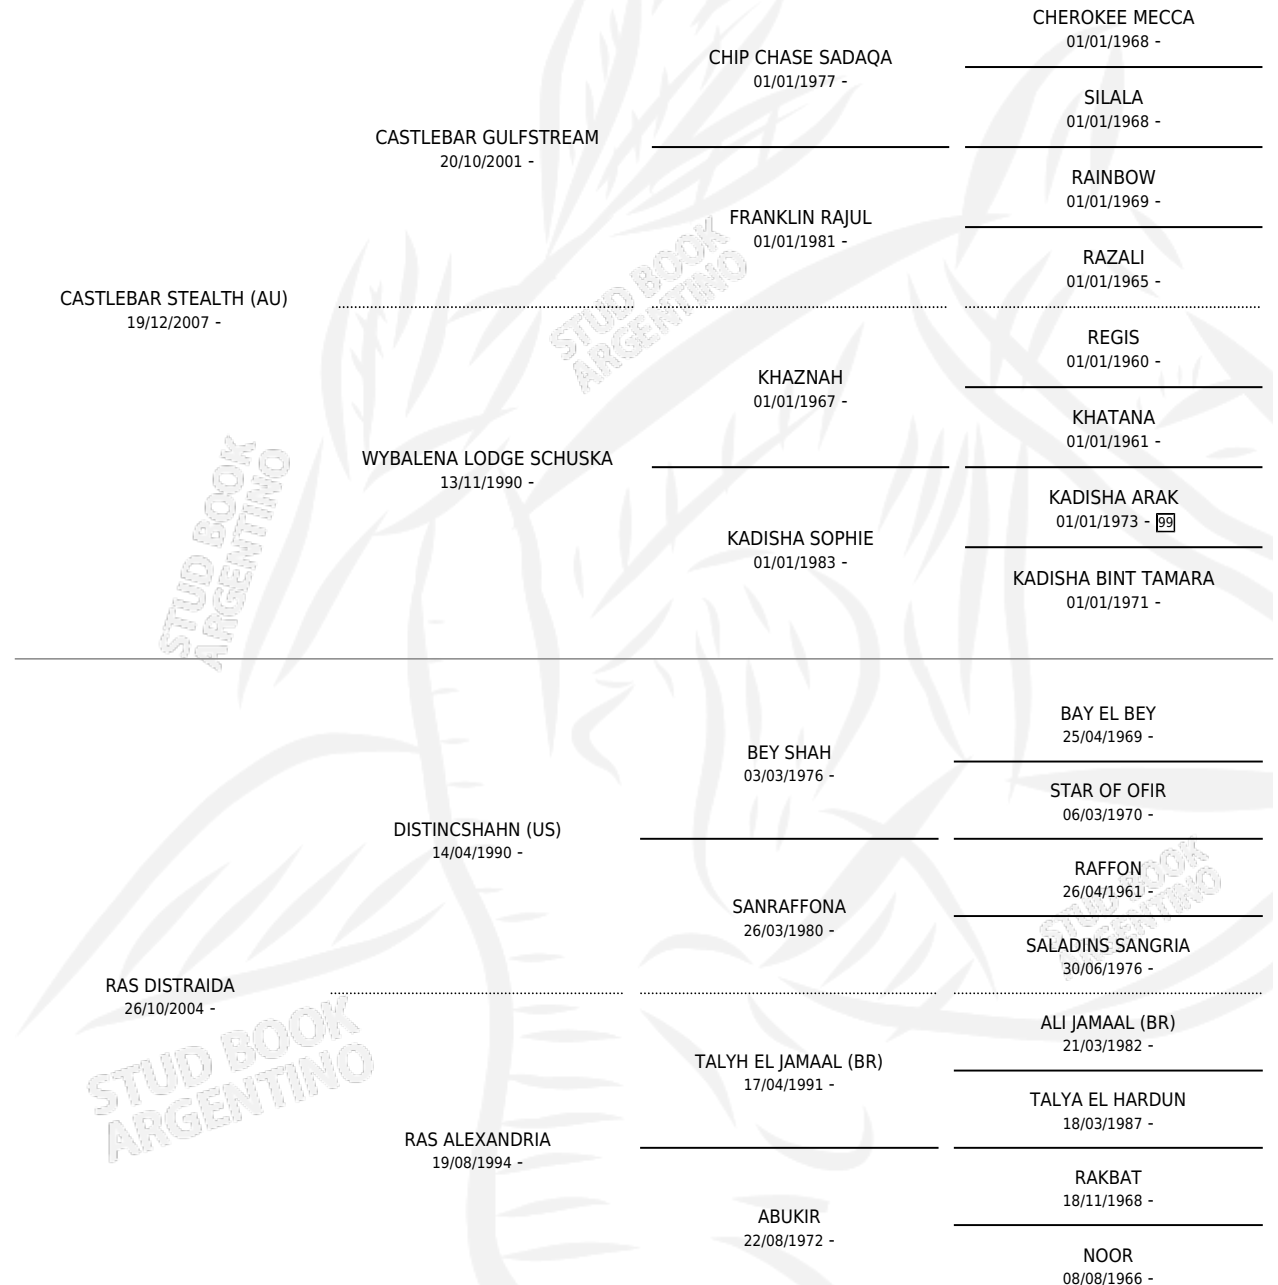 CHEROKEE MECCA
01/01/1968 -
CHIP CHASE SADAQA
01/01/1977 -
SILALA
01/01/1968 -
CASTLEBAR GULFSTREAM
20/10/2001 -
RAINBOW
01/01/1969 -
FRANKLIN RAJUL
01/01/1981 -
RAZALI
01/01/1965 -
CASTLEBAR STEALTH (AU)
19/12/2007 -
REGIS
01/01/1960 -
KHAZNAH
01/01/1967 -
KHATANA
01/01/1961 -
WYBALENA LODGE SCHUSKA
13/11/1990 -
KADISHA ARAK
01/01/1973 - 99
KADISHA SOPHIE
01/01/1983 -
KADISHA BINT TAMARA
01/01/1971 -
BAY EL BEY
25/04/1969 -
BEY SHAH
03/03/1976 -
STAR OF OFIR
06/03/1970 -
DISTINCSHAHN (US)
14/04/1990 -
RAFFON
26/04/1961 -
SANRAFFONA
26/03/1980 -
SALADINS SANGRIA
30/06/1976 -
RAS DISTRAIDA
26/10/2004 -
ALI JAMAAL (BR)
21/03/1982 -
TALYH EL JAMAAL (BR)
17/04/1991 -
TALYA EL HARDUN
18/03/1987 -
RAS ALEXANDRIA
19/08/1994 -
RAKBAT
18/11/1968 -
ABUKIR
22/08/1972 -
NOOR
08/08/1966 -
STUD BOOK
ARGENTINO
STUD BOOK
ARGENTINO
STUD BOOK
ARGENTINO
STUD BOOK
ARGENTINO